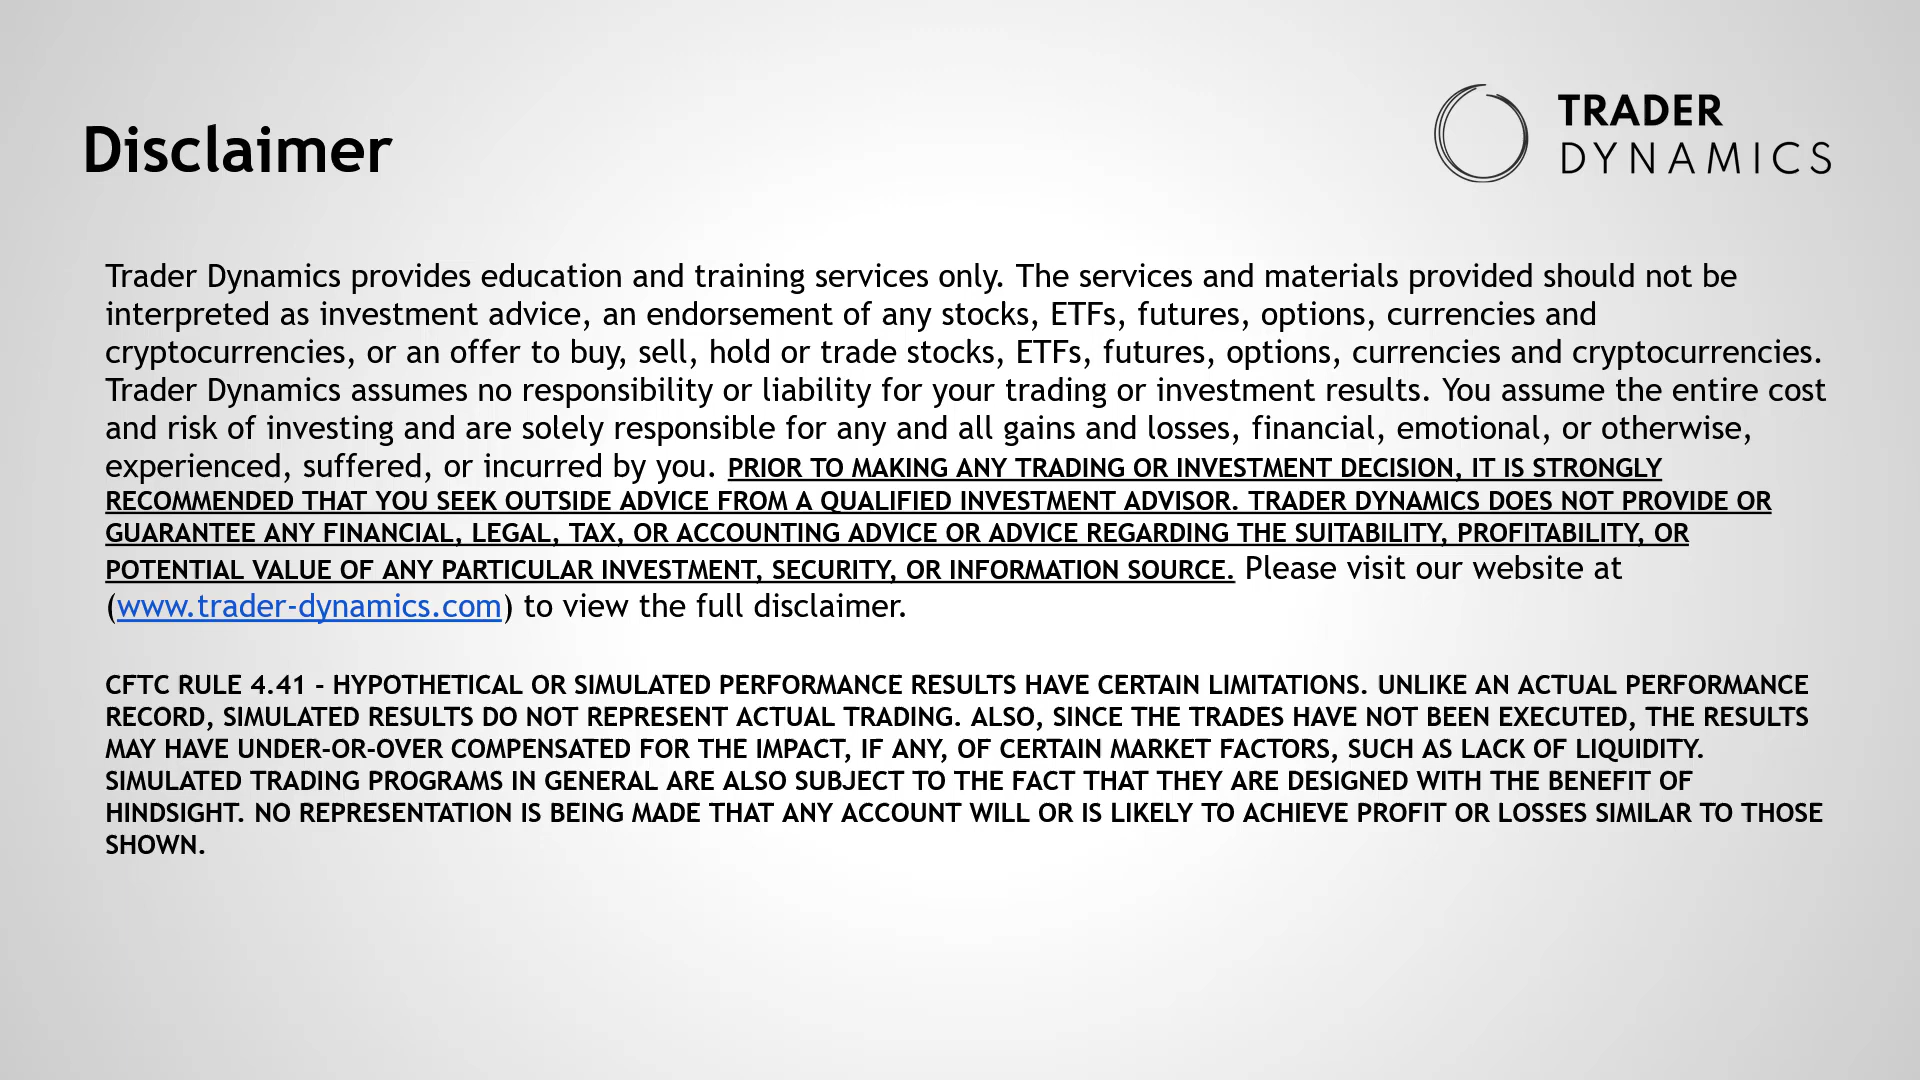 Disclaimer
TRADER
DYNAMICS
Trader Dynamics provides education and training services only. The services and materials provided should not be
interpreted as investment advice, an endorsement of any stocks, ETFs, futures, options, currencies and
cryptocurrencies, or an offer to buy, sell, hold or trade stocks, ETFs, futures, options, currencies and cryptocurrencies.
Trader Dynamics assumes no responsibility or liability for your trading or investment results. You assume the entire cost
and risk of investing and are solely responsible for any and all gains and losses, financial, emotional, or otherwise,
experienced, suffered, or incurred by you. PRIOR TO MAKING ANY TRADING OR INVESTMENT DECISION, IT IS STRONGLY
RECOMMENDED THAT YOU SEEK OUTSIDE ADVICE FROM A QUALIFIED INVESTMENT ADVISOR. TRADER DYNAMICS DOES NOT PROVIDE OR
GUARANTEE ANY FINANCIAL, LEGAL, TAX, OR ACCOUNTING ADVICE OR ADVICE REGARDING THE SUITABILITY, PROFITABILITY, OR
POTENTIAL VALUE OF ANY PARTICULAR INVESTMENT, SECURITY, OR INFORMATION SOURCE. Please visit our website at
(www.trader-dynamics.com) to view the full disclaimer.
CFTC RULE 4.41 - HYPOTHETICAL OR SIMULATED PERFORMANCE RESULTS HAVE CERTAIN LIMITATIONS. UNLIKE AN ACTUAL PERFORMANCE
RECORD, SIMULATED RESULTS DO NOT REPRESENT ACTUAL TRADING. ALSO, SINCE THE TRADES HAVE NOT BEEN EXECUTED, THE RESULTS
MAY HAVE UNDER-OR-OVER COMPENSATED FOR THE IMPACT, IF ANY, OF CERTAIN MARKET FACTORS, SUCH AS LACK OF LIQUIDITY.
SIMULATED TRADING PROGRAMS IN GENERAL ARE ALSO SUBJECT TO THE FACT THAT THEY ARE DESIGNED WITH THE BENEFIT OF
HINDSIGHT. NO REPRESENTATION IS BEING MADE THAT ANY ACCOUNT WILL OR IS LIKELY TO ACHIEVE PROFIT OR LOSSES SIMILAR TO THOSE
SHOWN.